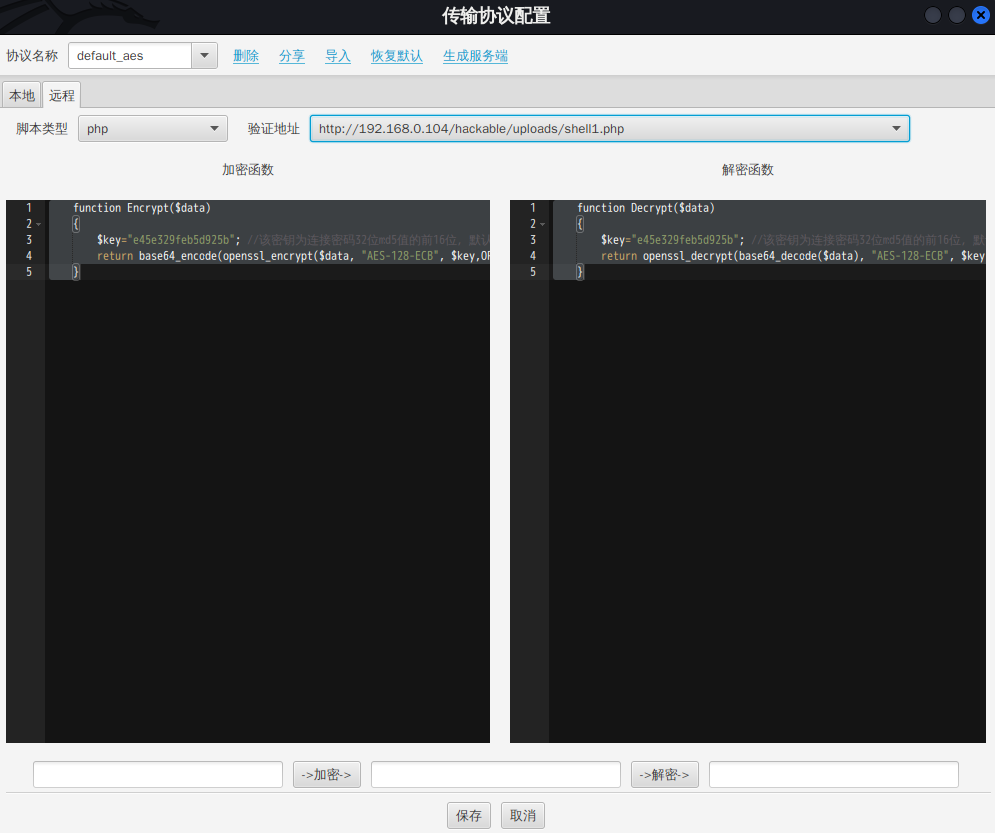 传输协议配置
协议名称 default_aes 删除 分享 导入 恢复默认 生成服务端
本地 远程
脚本类型 php 验证地址 http://192.168.0.104/hackable/uploads/shell1.php
加密函数 解密函数
1 function Encrypt($data)
2 {
3 $key="e45e329feb5d925b"; //该密钥为连接密码32位md5值的前16位，默认
4 return base64_encode(openssl_encrypt($data, "AES-128-ECB", $key,OP
5 }
1 function Decrypt($data)
2 {
3 $key="e45e329feb5d925b"; //该密钥为连接密码32位md5值的前16位，默
4 return openssl_decrypt(base64_decode($data), "AES-128-ECB", $key
5 }
->加密-> ->解密->
保存 取消